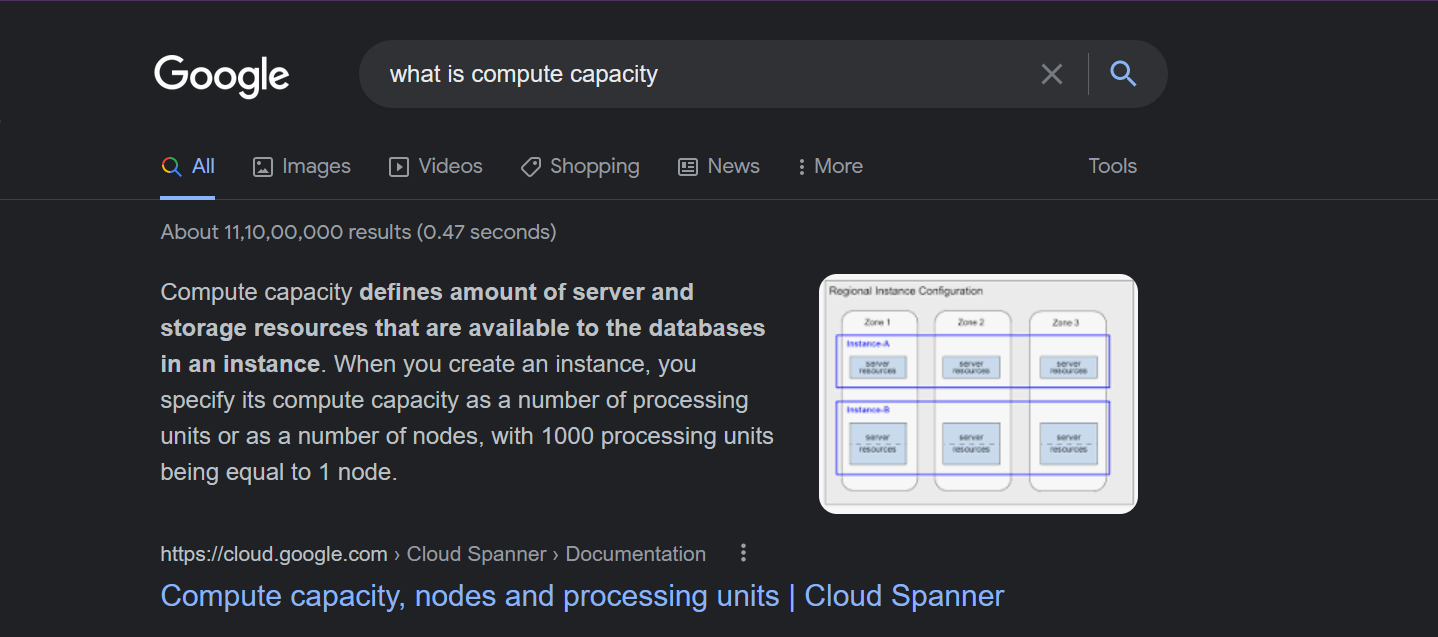 Google
what is compute capacity
All Images Videos Shopping News More Tools
About 11,10,00,000 results (0.47 seconds)
Compute capacity defines amount of server and
storage resources that are available to the databases
in an instance. When you create an instance, you
specify its compute capacity as a number of processing
units or as a number of nodes, with 1000 processing units
being equal to 1 node.
Regional Instance Configuration
Zone 1 Zone 2 Zone 3
Instance-A
server server server
resources resources resources
Instance-B
server server server
resources resources resources
https://cloud.google.com › Cloud Spanner › Documentation
Compute capacity, nodes and processing units | Cloud Spanner